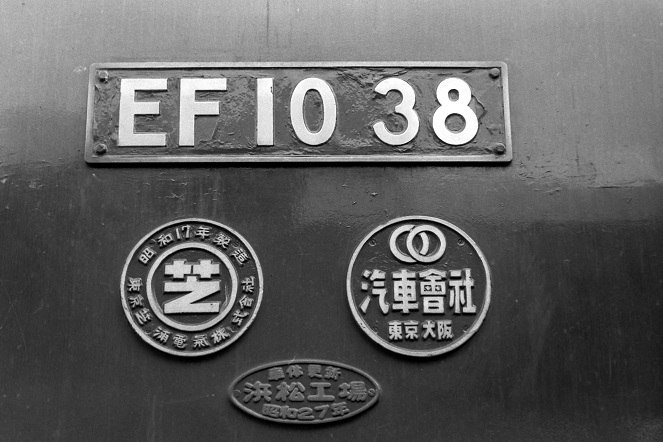 EF10 38
昭和17年製造
芝
東京芝浦電氣株式会社
汽車會社
東京大阪
車体更新
浜松工場
昭和27年